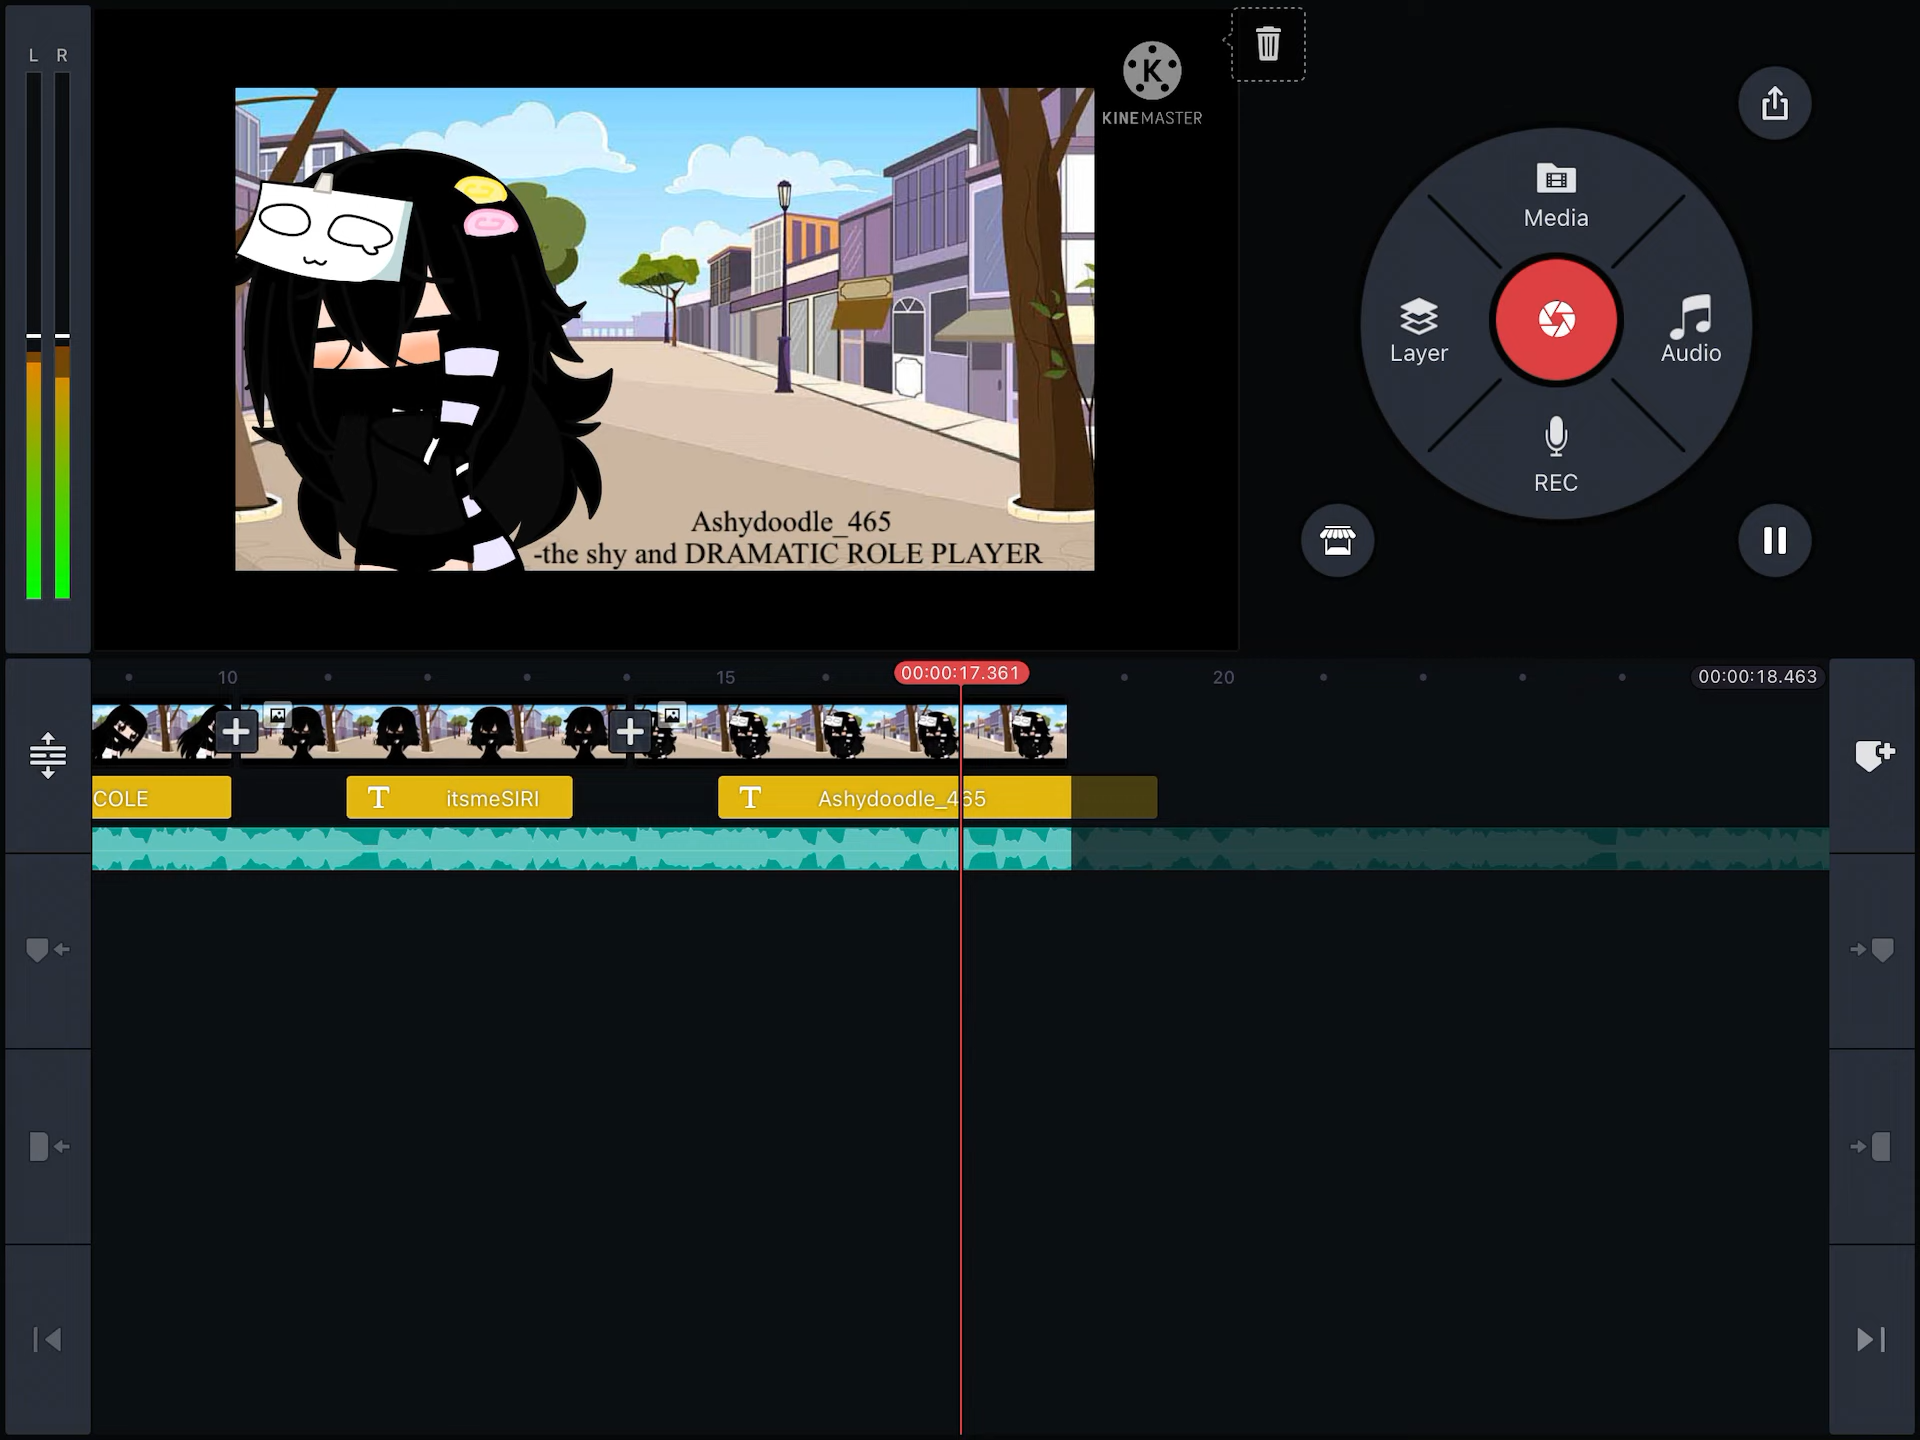 L R
KINEMASTER
Media
Layer
Audio
REC
Ashydoodle_465
-the shy and DRAMATIC ROLE PLAYER
10
15
00:00:17.361
20
00:00:18.463
COLE
T itsmeSIRI
T Ashydoodle_465